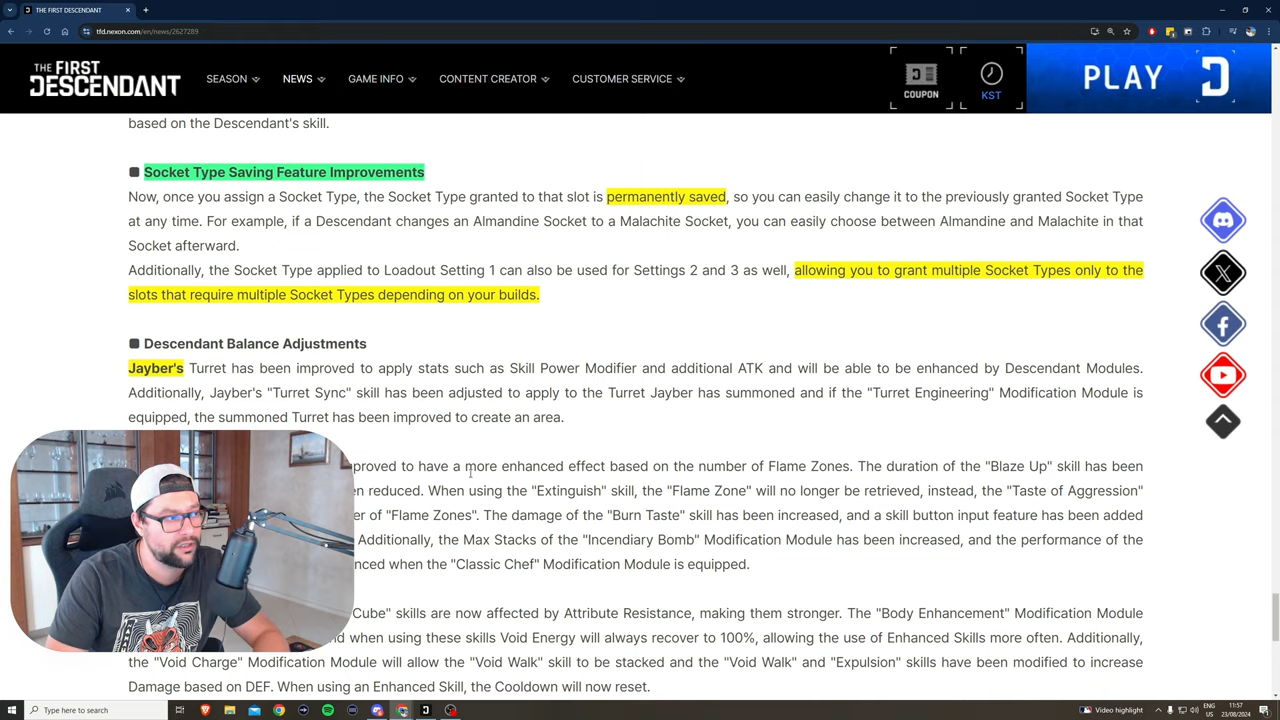 THE FIRST DESCENDANT
tfd.nexon.com/en/news/2627289
THE FIRST
DESCENDANT
SEASON
NEWS
GAME INFO
CONTENT CREATOR
CUSTOMER SERVICE
COUPON
KST
PLAY
based on the Descendant's skill.
Socket Type Saving Feature Improvements
Now, once you assign a Socket Type, the Socket Type granted to that slot is permanently saved, so you can easily change it to the previously granted Socket Type
at any time. For example, if a Descendant changes an Almandine Socket to a Malachite Socket, you can easily choose between Almandine and Malachite in that
Socket afterward.
Additionally, the Socket Type applied to Loadout Setting 1 can also be used for Settings 2 and 3 as well, allowing you to grant multiple Socket Types only to the
slots that require multiple Socket Types depending on your builds.
Descendant Balance Adjustments
Jayber's Turret has been improved to apply stats such as Skill Power Modifier and additional ATK and will be able to be enhanced by Descendant Modules.
Additionally, Jayber's "Turret Sync" skill has been adjusted to apply to the Turret Jayber has summoned and if the "Turret Engineering" Modification Module is
equipped, the summoned Turret has been improved to create an area.
proved to have a more enhanced effect based on the number of Flame Zones. The duration of the "Blaze Up" skill has been
en reduced. When using the "Extinguish" skill, the "Flame Zone" will no longer be retrieved, instead, the "Taste of Aggression"
er of "Flame Zones". The damage of the "Burn Taste" skill has been increased, and a skill button input feature has been added
Additionally, the Max Stacks of the "Incendiary Bomb" Modification Module has been increased, and the performance of the
nced when the "Classic Chef" Modification Module is equipped.
Cube" skills are now affected by Attribute Resistance, making them stronger. The "Body Enhancement" Modification Module
nd when using these skills Void Energy will always recover to 100%, allowing the use of Enhanced Skills more often. Additionally,
the "Void Charge" Modification Module will allow the "Void Walk" skill to be stacked and the "Void Walk" and "Expulsion" skills have been modified to increase
Damage based on DEF. When using an Enhanced Skill, the Cooldown will now reset.
Type here to search
Video highlight
ENG
US
11:57
23/08/2024